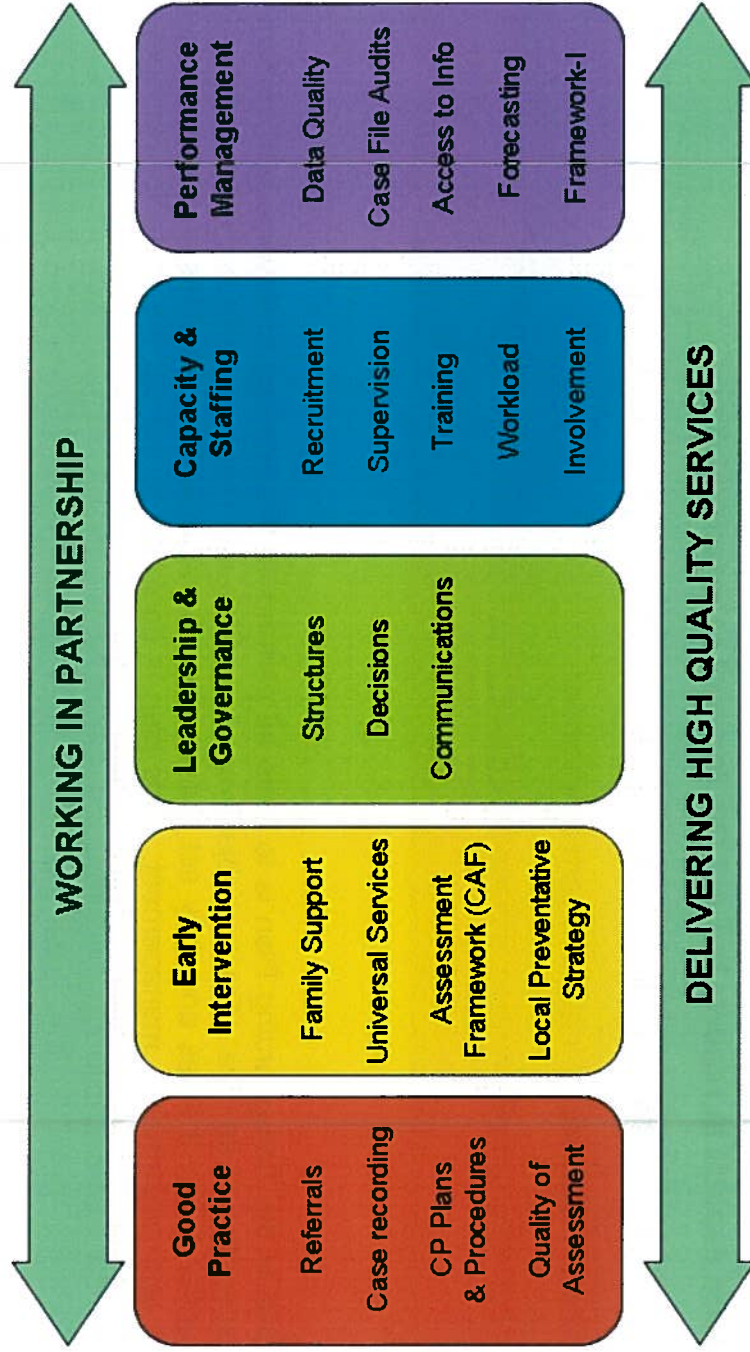 WORKING IN PARTNERSHIP
Good
Practice
Referrals
Case recording
CP Plans
& Procedures
Quality of
Assessment
Early
Intervention
Family Support
Universal Services
Assessment
Framework (CAF)
Local Preventative
Strategy
Leadership &
Governance
Structures
Decisions
Communications
Capacity &
Staffing
Recruitment
Supervision
Training
Workload
Involvement
Performance
Management
Data Quality
Case File Audits
Access to Info
Forecasting
Framework-I
DELIVERING HIGH QUALITY SERVICES